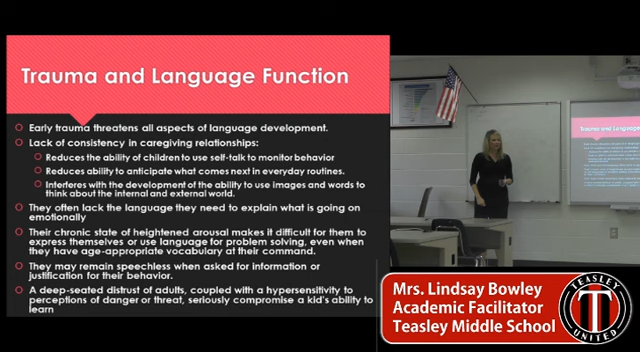 Trauma and Language Function
Early trauma threatens all aspects of language development.
Lack of consistency in caregiving relationships:
Reduces the ability of children to use self-talk to monitor behavior
Reduces ability to anticipate what comes next in everyday routines.
Interferes with the development of the ability to use images and words to
think about the internal and external world.
They often lack the language they need to explain what is going on
emotionally
Their chronic state of heightened arousal makes it difficult for them to
express themselves or use language for problem solving, even when
they have age-appropriate vocabulary at their command.
They may remain speechless when asked for information or
justification for their behavior.
A deep-seated distrust of adults, coupled with a hypersensitivity to
perceptions of danger or threat, seriously compromise a kid's ability to
learn
Trauma and Language
Mrs. Lindsay Bowley
Academic Facilitator
Teasley Middle School
TEASLEY
T
UNITED